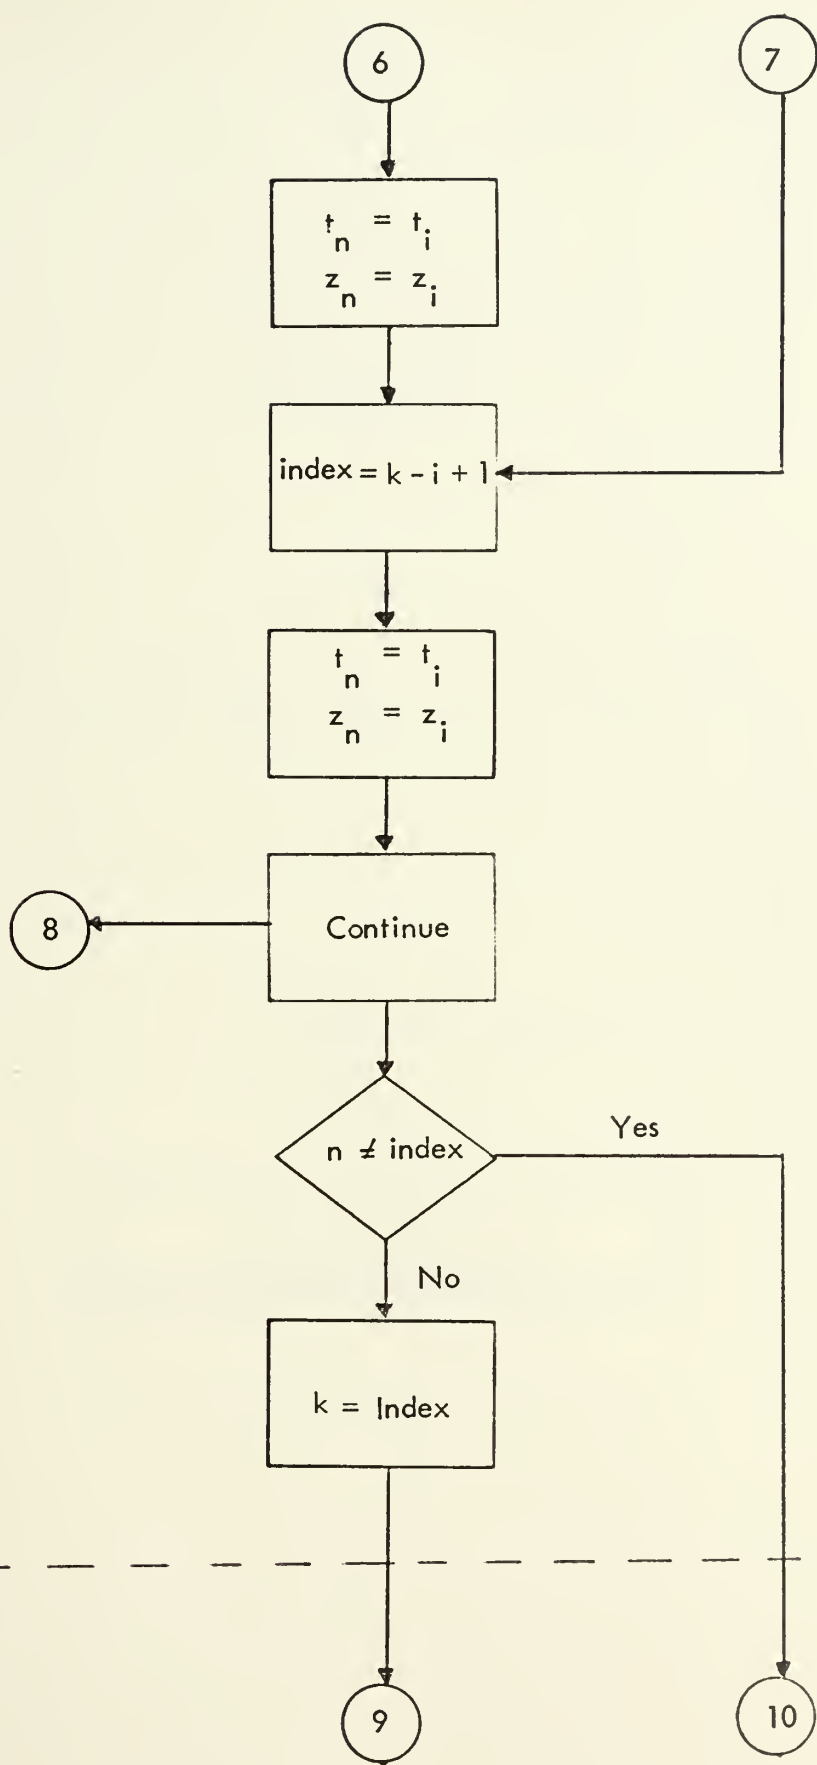 6
7
t_n = t_i
z_n = z_i
index = k - i + 1
t_n = t_i
z_n = z_i
8
Continue
n ≠ index
Yes
No
k = Index
9
10